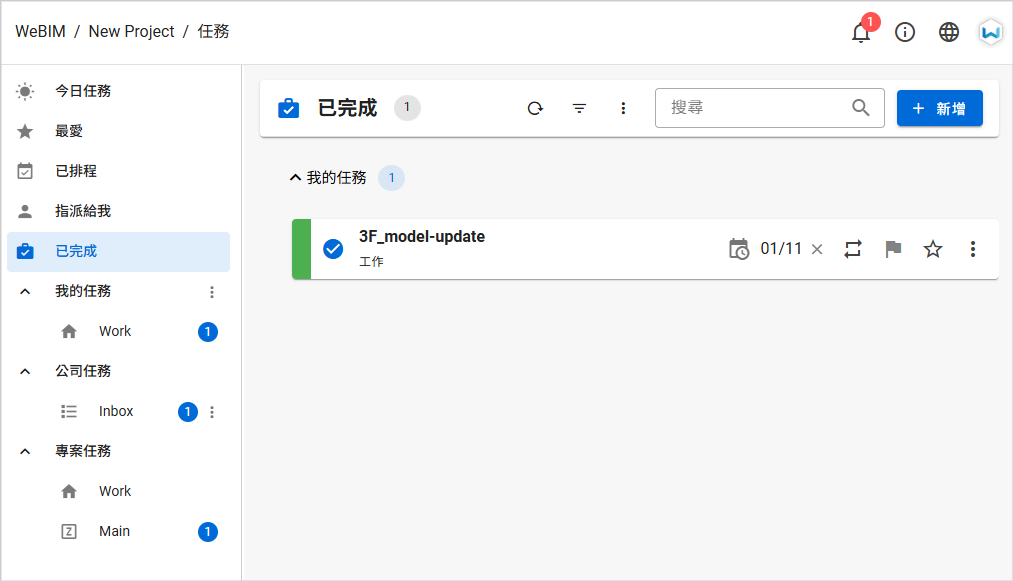 WeBIM / New Project / 任務
1
今日任務
最愛
已排程
指派給我
已完成
我的任務
Work 1
公司任務
Inbox 1
專案任務
Work
Main 1
已完成 1
搜尋
+ 新增
我的任務 1
3F_model-update
工作
01/11